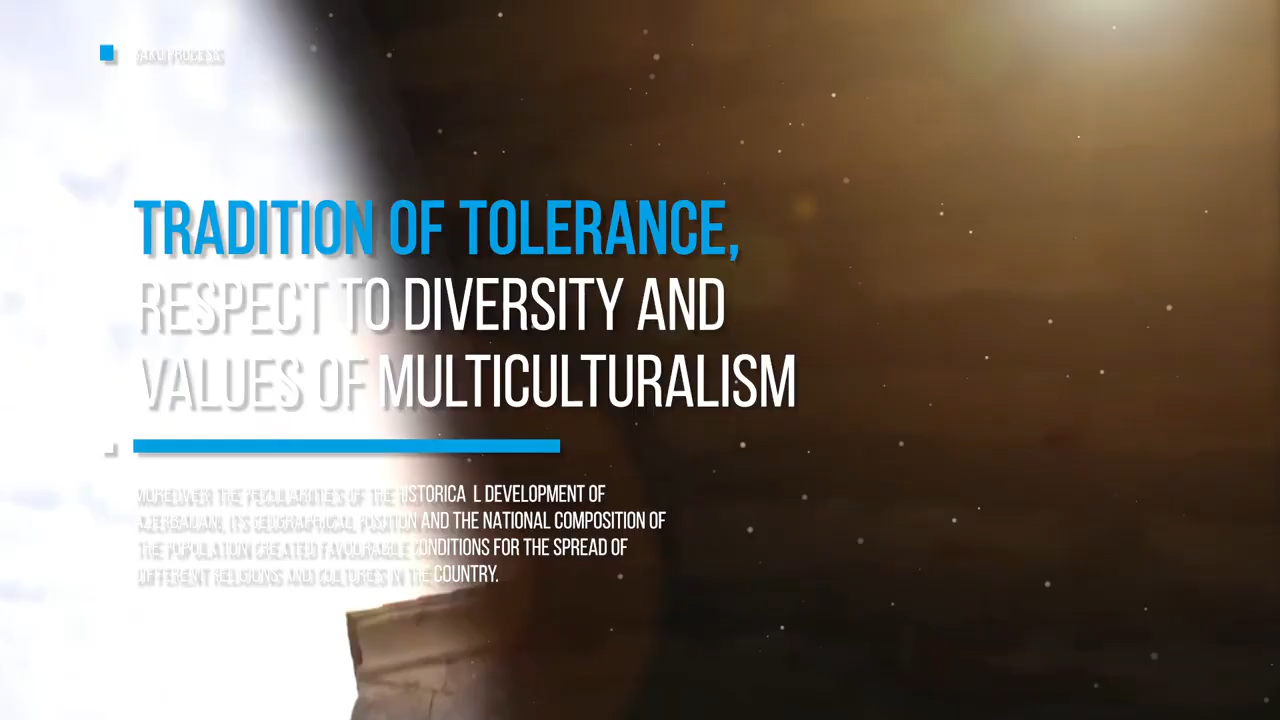 BAKU PROCESS
TRADITION OF TOLERANCE,
RESPECT TO DIVERSITY AND
VALUES OF MULTICULTURALISM
MOREOVER, THE PECULIARITIES OF THE HISTORICA L DEVELOPMENT OF
AZERBAIJAN, ITS GEOGRAPHICAL POSITION AND THE NATIONAL COMPOSITION OF
THE POPULATION CREATED FAVOURABLE CONDITIONS FOR THE SPREAD OF
DIFFERENT RELIGIONS AND CULTURES IN THE COUNTRY.